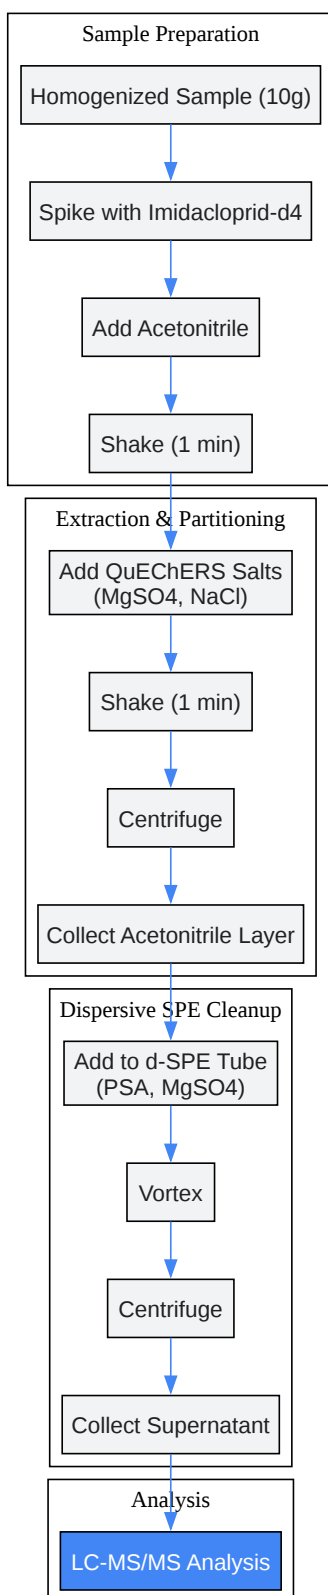 Sample Preparation
Homogenized Sample (10g)
Spike with Imidacloprid-d4
Add Acetonitrile
Shake (1 min)
Extraction & Partitioning
Add QuEChERS Salts
(MgSO4, NaCl)
Shake (1 min)
Centrifuge
Collect Acetonitrile Layer
Dispersive SPE Cleanup
Add to d-SPE Tube
(PSA, MgSO4)
Vortex
Centrifuge
Collect Supernatant
Analysis
LC-MS/MS Analysis